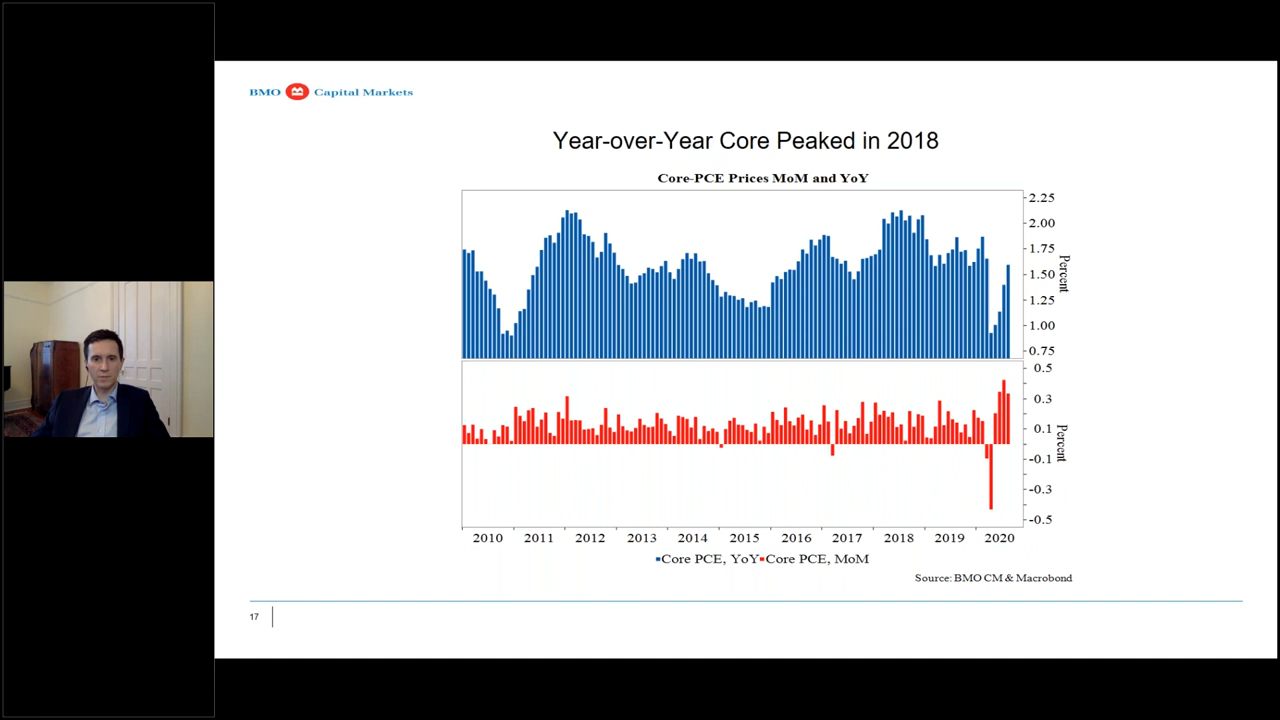 BMO Capital Markets
Year-over-Year Core Peaked in 2018
Core-PCE Prices MoM and YoY
2.25
2.00
1.75
1.50
1.25
1.00
0.75
Percent
0.5
0.3
0.1
-0.1
-0.3
-0.5
Percent
2010 2011 2012 2013 2014 2015 2016 2017 2018 2019 2020
Core PCE, YoY Core PCE, MoM
Source: BMO CM & Macrobond
17